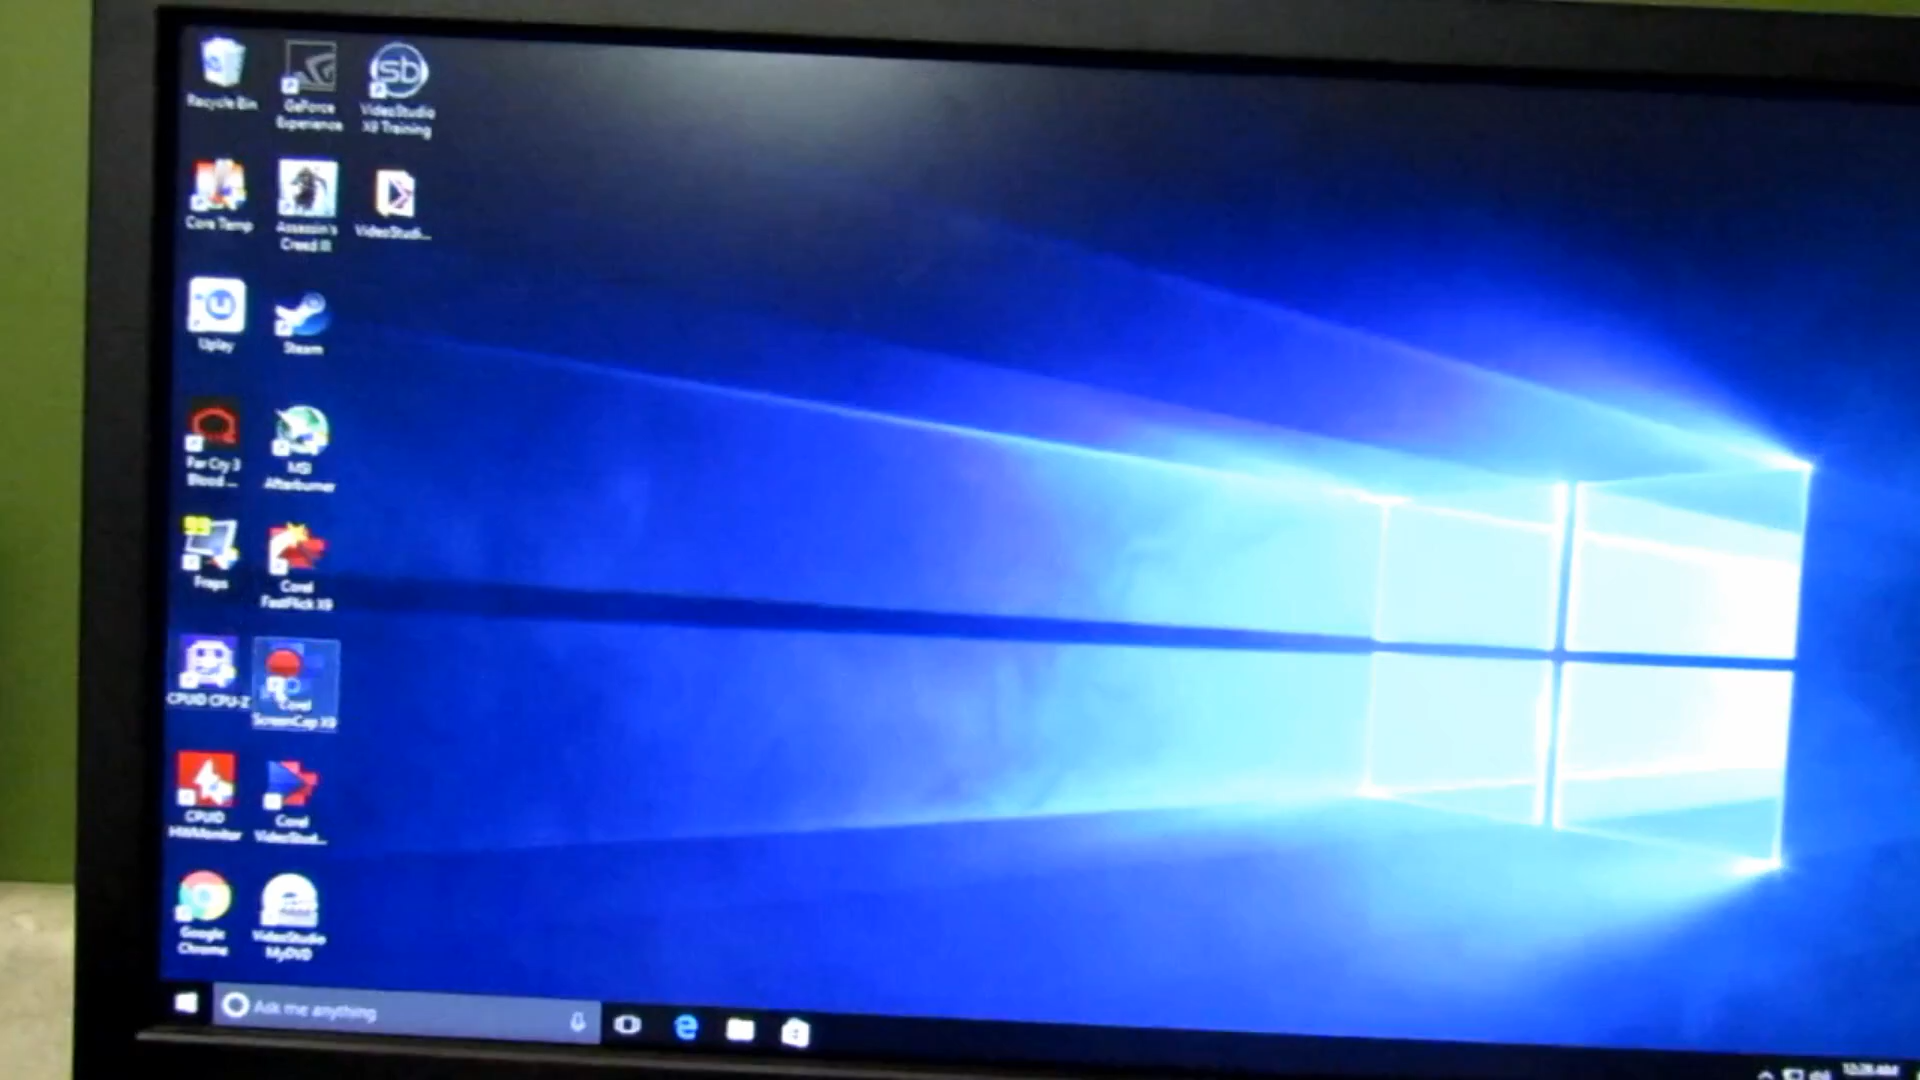 Recycle Bin
GeForce
Experience
sb
VideoStudio
X9 Training
Core Temp
Assassin's
Creed III
VideoStudi...
Uplay
Steam
Far Cry 3
Blood ...
MSI
Afterburner
99
Fraps
Corel
FastFlick X9
CPUID CPU-Z
Corel
ScreenCap X9
CPUID
HWMonitor
Corel
VideoStud...
Google
Chrome
VideoStudio
MyDVD
Ask me anything